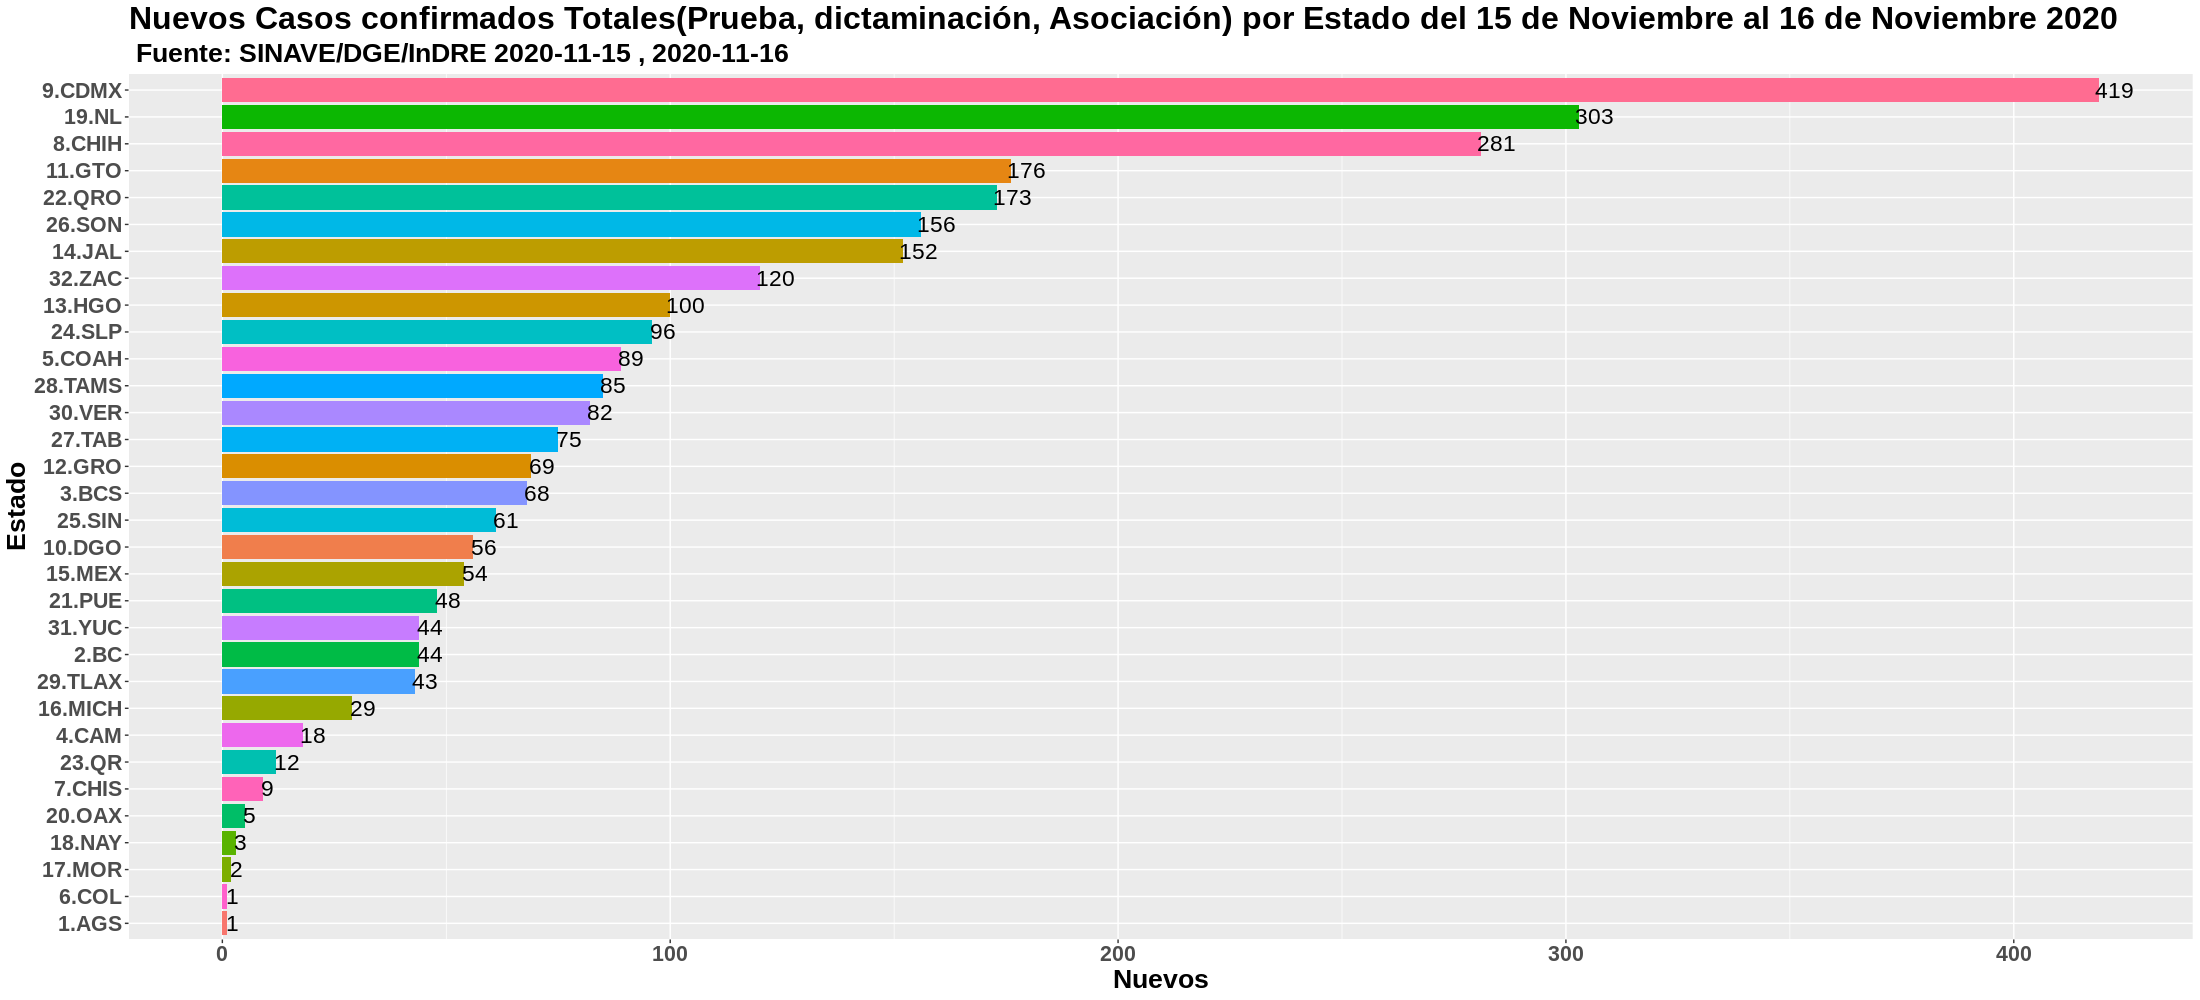 Nuevos Casos confirmados Totales(Prueba, dictaminación, Asociación) por Estado del 15 de Noviembre al 16 de Noviembre 2020
Fuente: SINAVE/DGE/InDRE 2020-11-15 , 2020-11-16
Estado
9.CDMX 419
19.NL 303
8.CHIH 281
11.GTO 176
22.QRO 173
26.SON 156
14.JAL 152
32.ZAC 120
13.HGO 100
24.SLP 96
5.COAH 89
28.TAMS 85
30.VER 82
27.TAB 75
12.GRO 69
3.BCS 68
25.SIN 61
10.DGO 56
15.MEX 54
21.PUE 48
31.YUC 44
2.BC 44
29.TLAX 43
16.MICH 29
4.CAM 18
23.QR 12
7.CHIS 9
20.OAX 5
18.NAY 3
17.MOR 2
6.COL 1
1.AGS 1
0 100 200 300 400
Nuevos